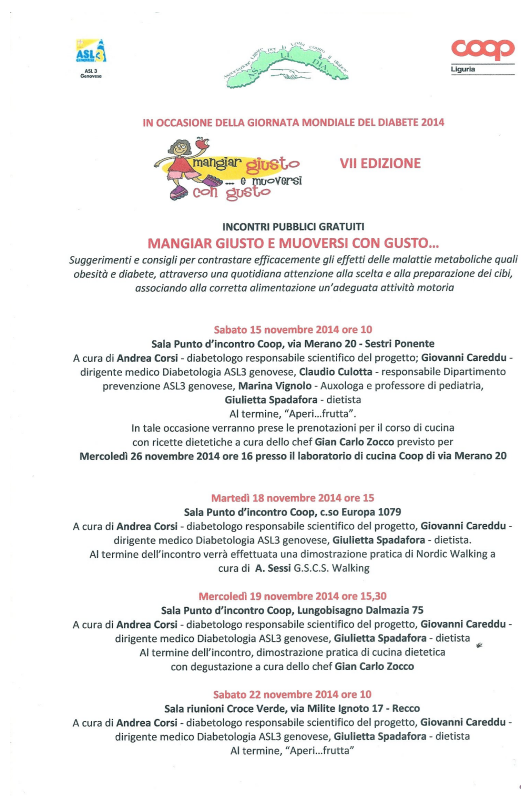 ASL 3
ASL 3
Genovese
DIA
coop
Liguria
IN OCCASIONE DELLA GIORNATA MONDIALE DEL DIABETE 2014
mangiar giusto
... e muoversi
con gusto
VII EDIZIONE
INCONTRI PUBBLICI GRATUITI
MANGIAR GIUSTO E MUOVERSI CON GUSTO...
Suggerimenti e consigli per contrastare efficacemente gli effetti delle malattie metaboliche quali
obesità e diabete, attraverso una quotidiana attenzione alla scelta e alla preparazione dei cibi,
associando alla corretta alimentazione un'adeguata attività motoria
Sabato 15 novembre 2014 ore 10
Sala Punto d'incontro Coop, via Merano 20 - Sestri Ponente
A cura di Andrea Corsi - diabetologo responsabile scientifico del progetto; Giovanni Careddu -
dirigente medico Diabetologia ASL3 genovese, Claudio Culotta - responsabile Dipartimento
prevenzione ASL3 genovese, Marina Vignolo - Auxologa e professore di pediatria,
Giulietta Spadafora - dietista
Al termine, "Aperi...frutta".
In tale occasione verranno prese le prenotazioni per il corso di cucina
con ricette dietetiche a cura dello chef Gian Carlo Zocco previsto per
Mercoledì 26 novembre 2014 ore 16 presso il laboratorio di cucina Coop di via Merano 20
Martedì 18 novembre 2014 ore 15
Sala Punto d'incontro Coop, c.so Europa 1079
A cura di Andrea Corsi - diabetologo responsabile scientifico del progetto, Giovanni Careddu -
dirigente medico Diabetologia ASL3 genovese, Giulietta Spadafora - dietista.
Al termine dell'incontro verrà effettuata una dimostrazione pratica di Nordic Walking a
cura di A. Sessi G.S.C.S. Walking
Mercoledì 19 novembre 2014 ore 15,30
Sala Punto d'incontro Coop, Lungobisagno Dalmazia 75
A cura di Andrea Corsi - diabetologo responsabile scientifico del progetto, Giovanni Careddu -
dirigente medico Diabetologia ASL3 genovese, Giulietta Spadafora - dietista
Al termine dell'incontro, dimostrazione pratica di cucina dietetica
con degustazione a cura dello chef Gian Carlo Zocco
Sabato 22 novembre 2014 ore 10
Sala riunioni Croce Verde, via Milite Ignoto 17 - Recco
A cura di Andrea Corsi - diabetologo responsabile scientifico del progetto, Giovanni Careddu -
dirigente medico Diabetologia ASL3 genovese, Giulietta Spadafora - dietista
Al termine, "Aperi...frutta"